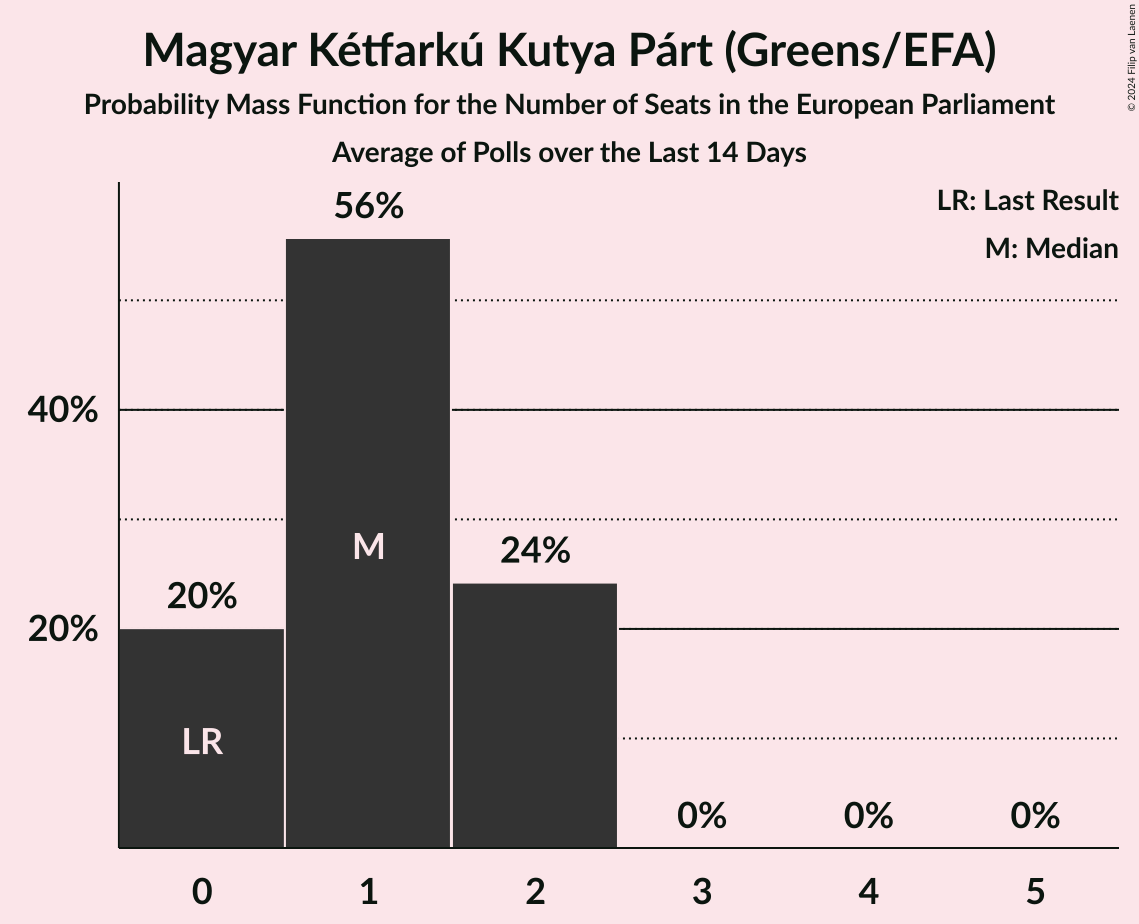 Magyar Kétfarkú Kutya Párt (Greens/EFA)
Probability Mass Function for the Number of Seats in the European Parliament
Average of Polls over the Last 14 Days
© 2024 Filip van Laenen
LR: Last Result
M: Median
56%
40%
M
24%
20%
20%
LR
0%
0%
0%
0
1
2
3
4
5